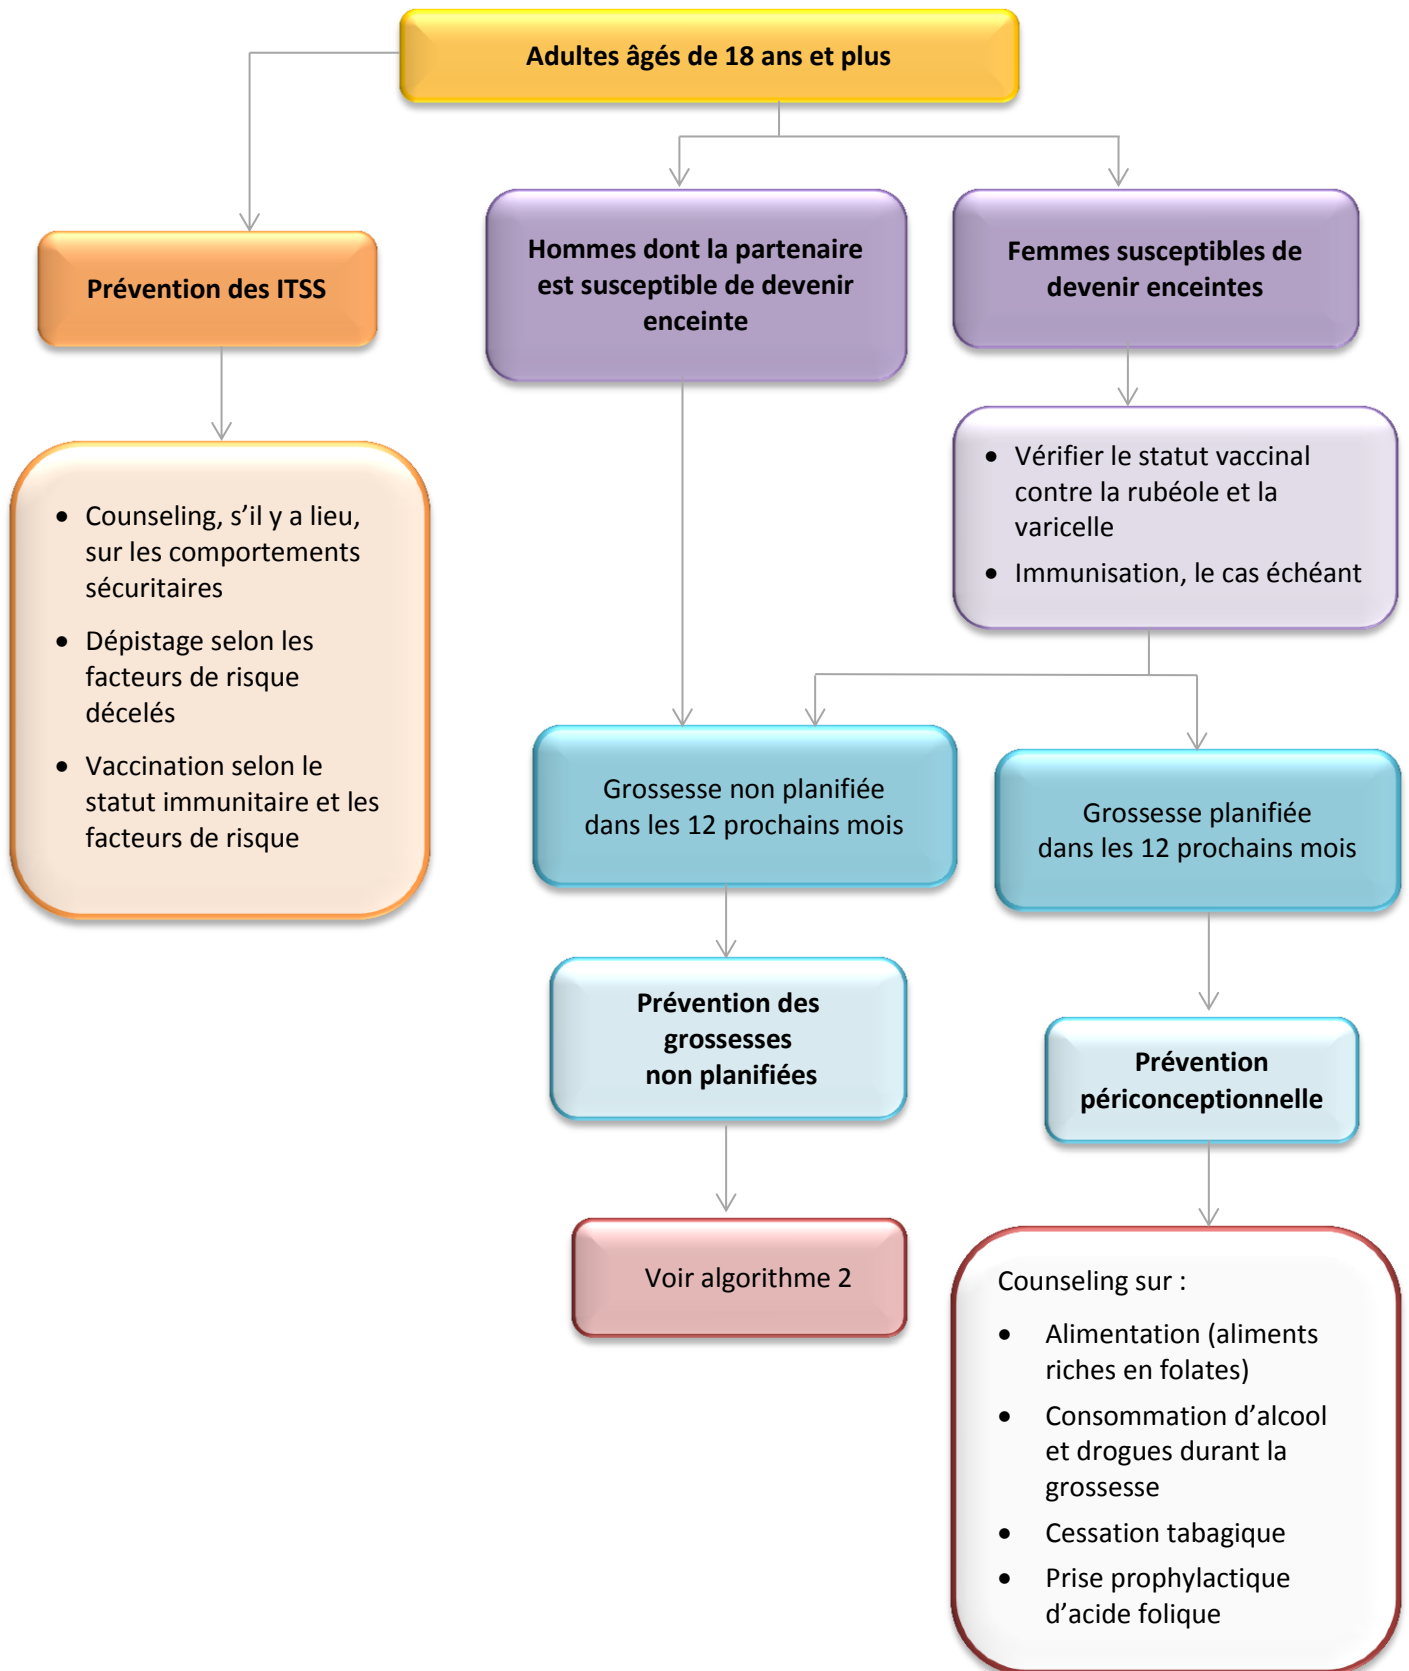 Adultes âgés de 18 ans et plus
Prévention des ITSS
Hommes dont la partenaire
est susceptible de devenir
enceinte
Femmes susceptibles de
devenir enceintes
• Counseling, s’il y a lieu,
sur les comportements
sécuritaires
• Dépistage selon les
facteurs de risque
décelés
• Vaccination selon le
statut immunitaire et les
facteurs de risque
• Vérifier le statut vaccinal
contre la rubéole et la
varicelle
• Immunisation, le cas échéant
Grossesse non planifiée
dans les 12 prochains mois
Grossesse planifiée
dans les 12 prochains mois
Prévention des
grossesses
non planifiées
Prévention
périconceptionnelle
Voir algorithme 2
Counseling sur :
• Alimentation (aliments
riches en folates)
• Consommation d’alcool
et drogues durant la
grossesse
• Cessation tabagique
• Prise prophylactique
d’acide folique